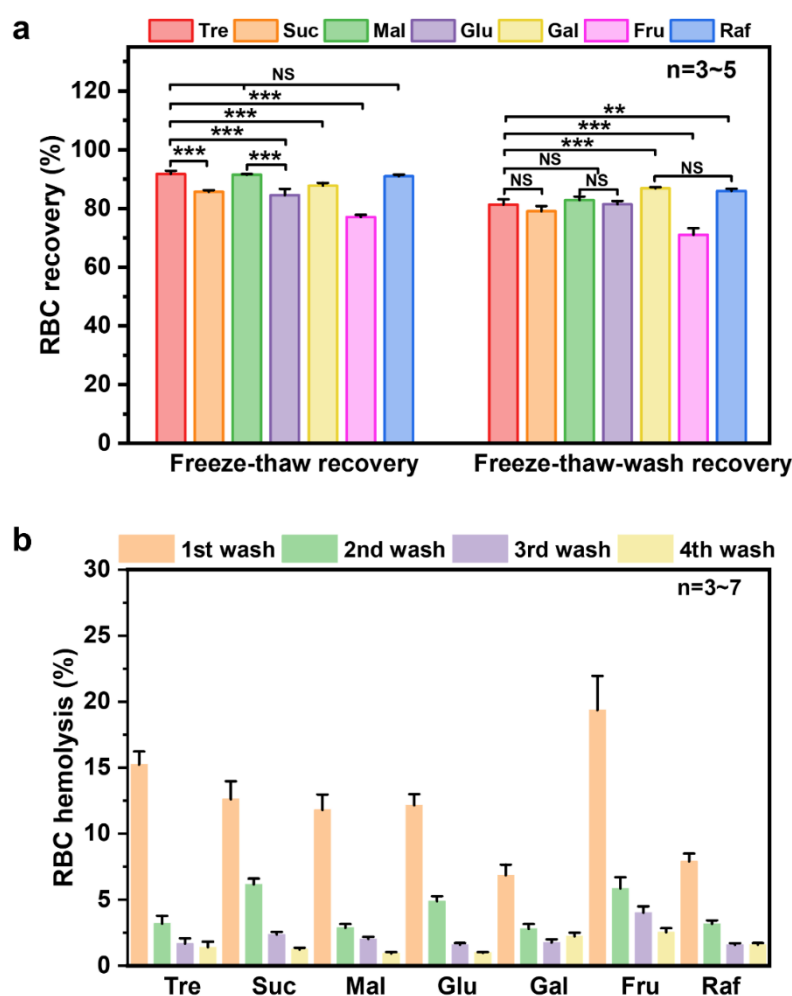 a
Tre Suc Mal Glu Gal Fru Raf
n=3~5
NS
***
***
***
***
***
**
***
***
NS
NS
NS
NS
RBC recovery (%)
120
100
80
60
40
20
0
Freeze-thaw recovery Freeze-thaw-wash recovery
b
1st wash 2nd wash 3rd wash 4th wash
n=3~7
RBC hemolysis (%)
30
25
20
15
10
5
0
Tre Suc Mal Glu Gal Fru Raf